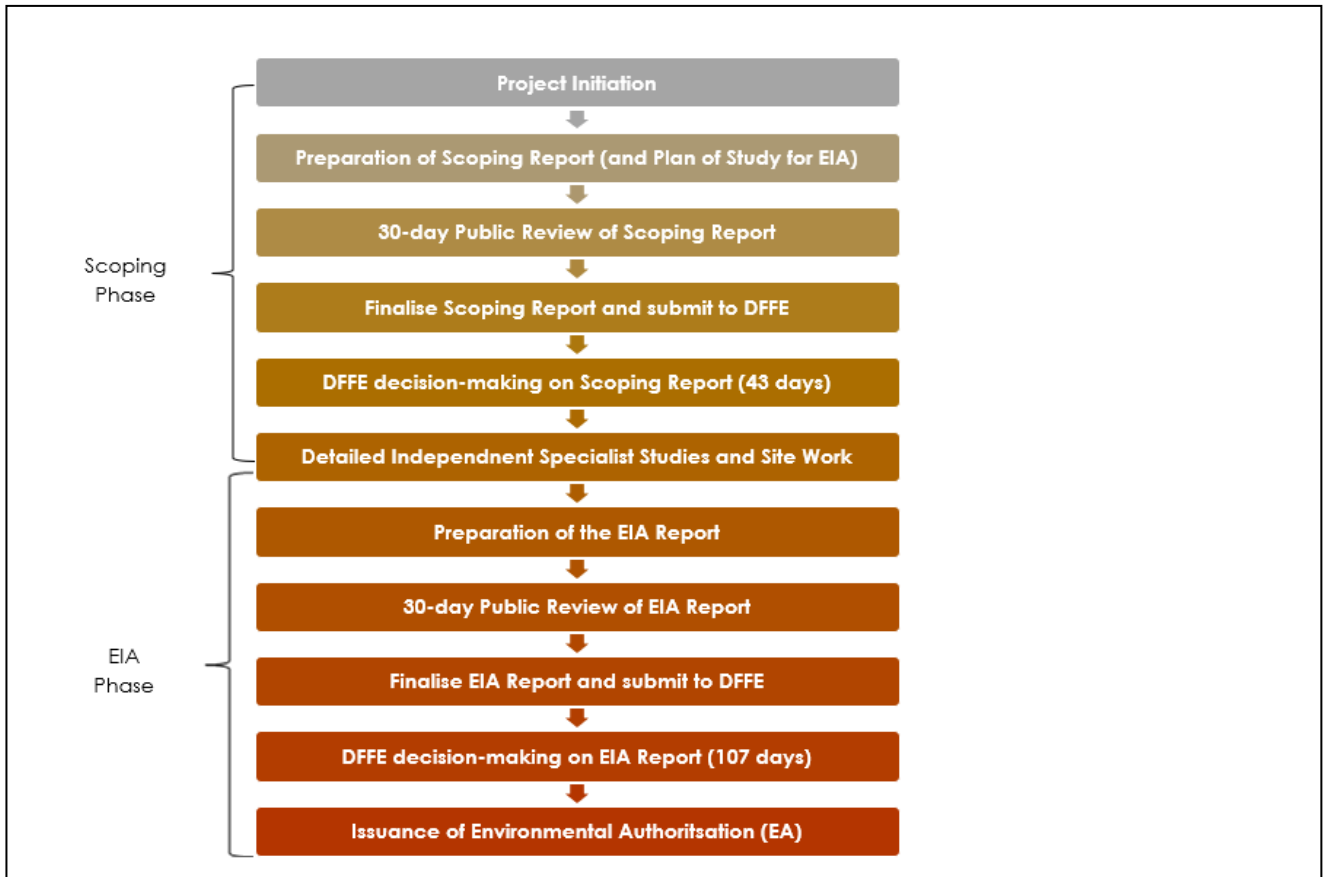 Project Initiation
Preparation of Scoping Report (and Plan of Study for EIA)
30-day Public Review of Scoping Report
Scoping
Phase
Finalise Scoping Report and submit to DFFE
DFFE decision-making on Scoping Report (43 days)
Detailed Independnent Specialist Studies and Site Work
Preparation of the EIA Report
30-day Public Review of EIA Report
EIA
Phase
Finalise EIA Report and submit to DFFE
DFFE decision-making on EIA Report (107 days)
Issuance of Environmental Authoritsation (EA)